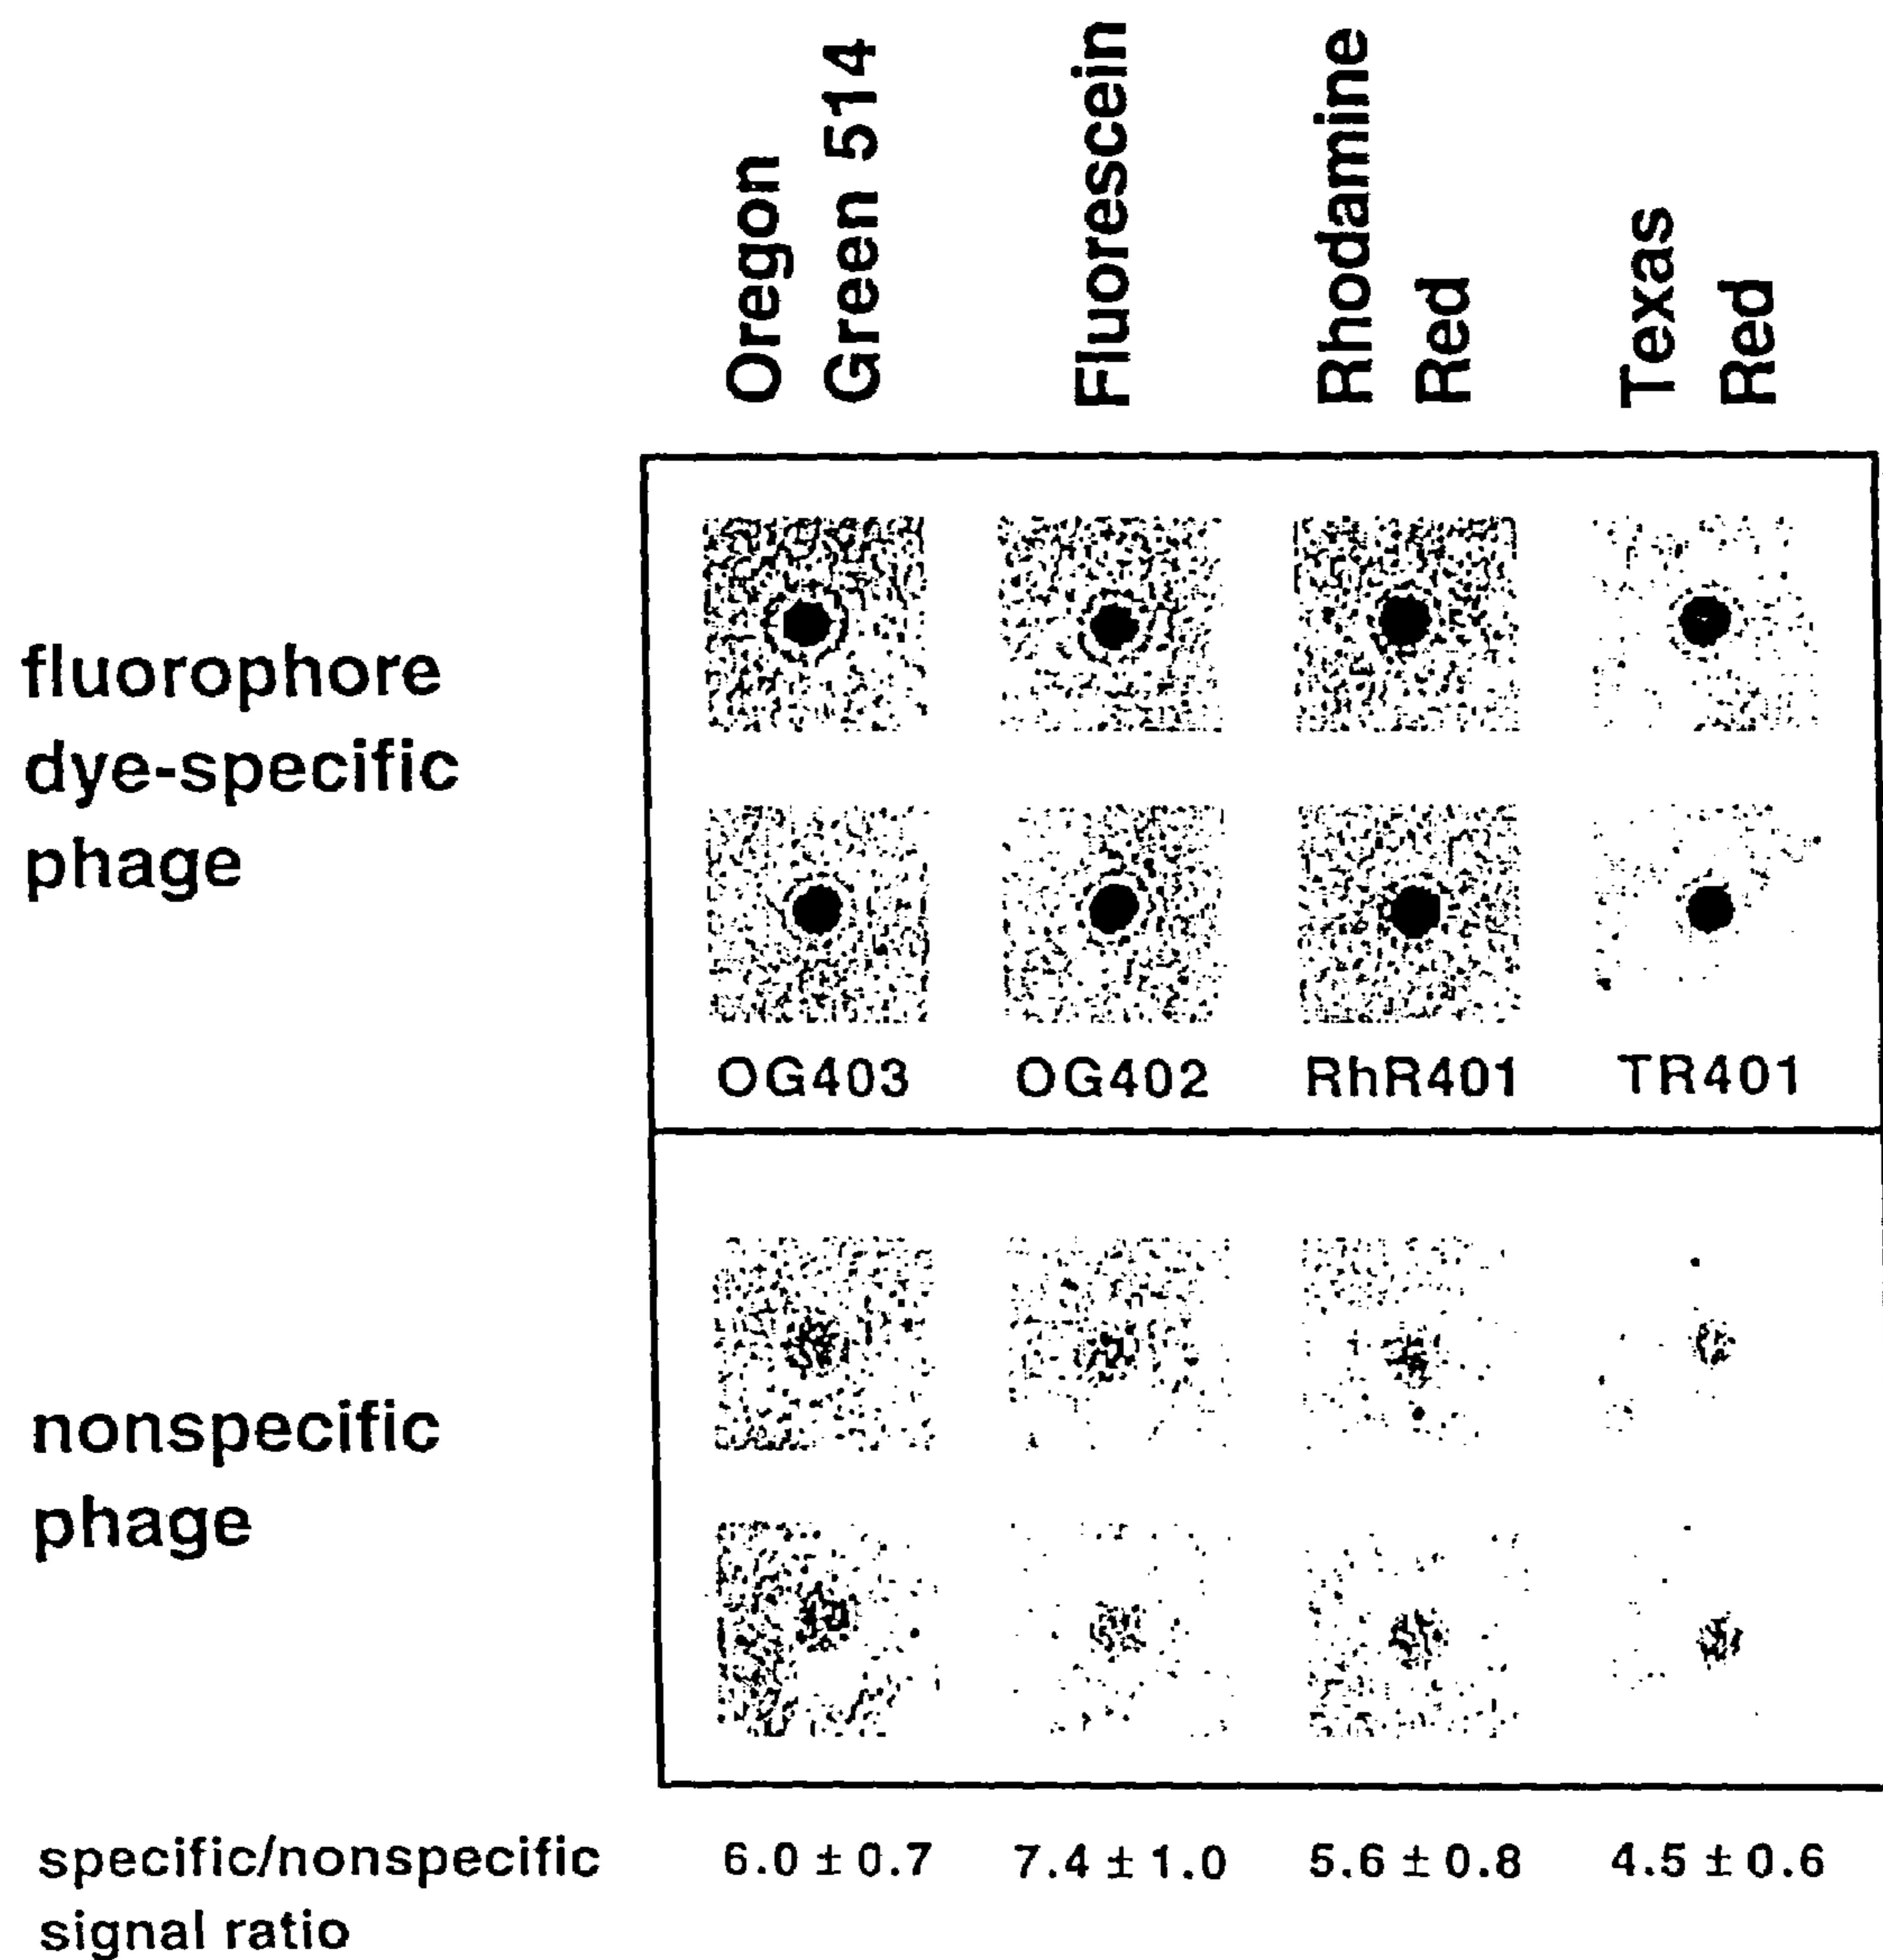 Oregon
Green 514
Fluorescein
Rhodamine
Red
Texas
Red
fluorophore
dye-specific
phage
OG403 OG402 RhR401 TR401
nonspecific
phage
specific/nonspecific 6.0 ± 0.7 7.4 ± 1.0 5.6 ± 0.8 4.5 ± 0.6
signal ratio